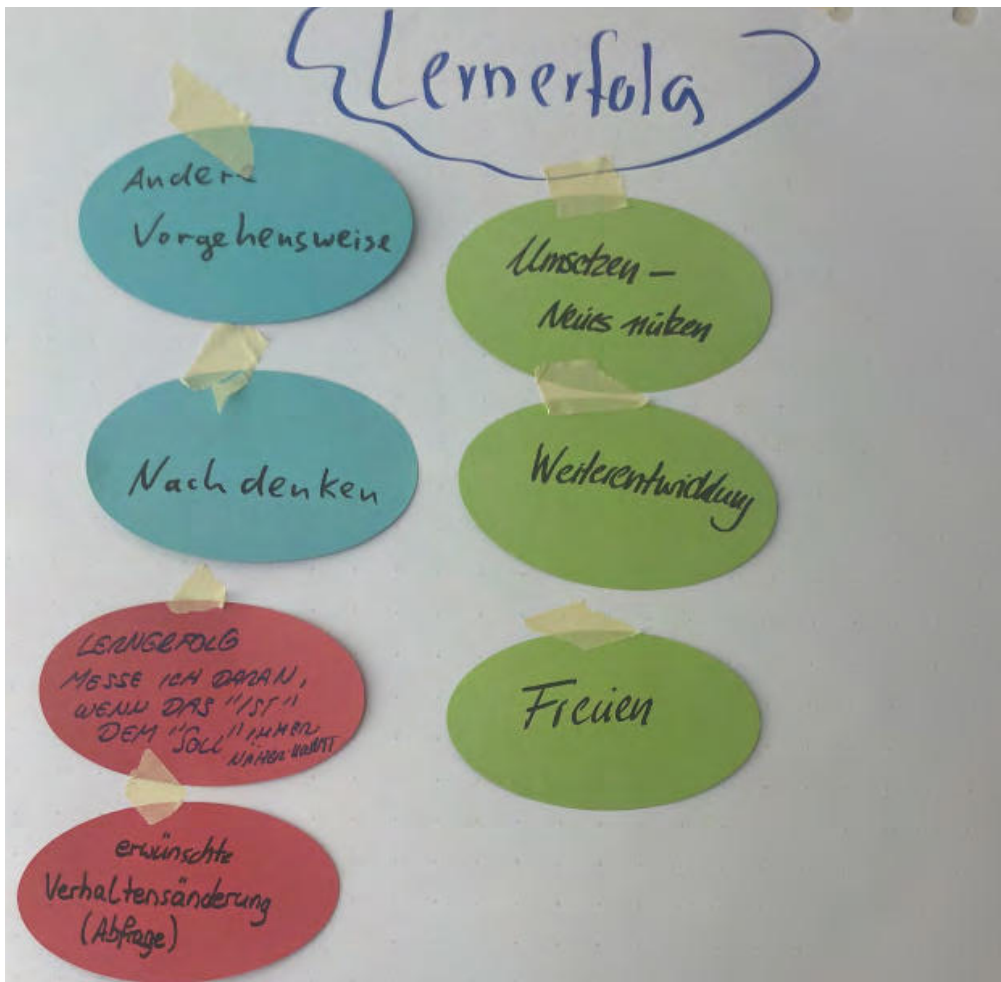 Lernerfolg
Andere
Vorgehensweise
Nachdenken
LERNERFOLG
MESSE ICH DARAN,
WENN DAS "IST"
DEM "SOLL" IMMER
NÄHER KOMMT
erwünschte
Verhaltensänderung
(Abfrage)
Umsetzen –
Neues nützen
Weiterentwicklung
Freuen